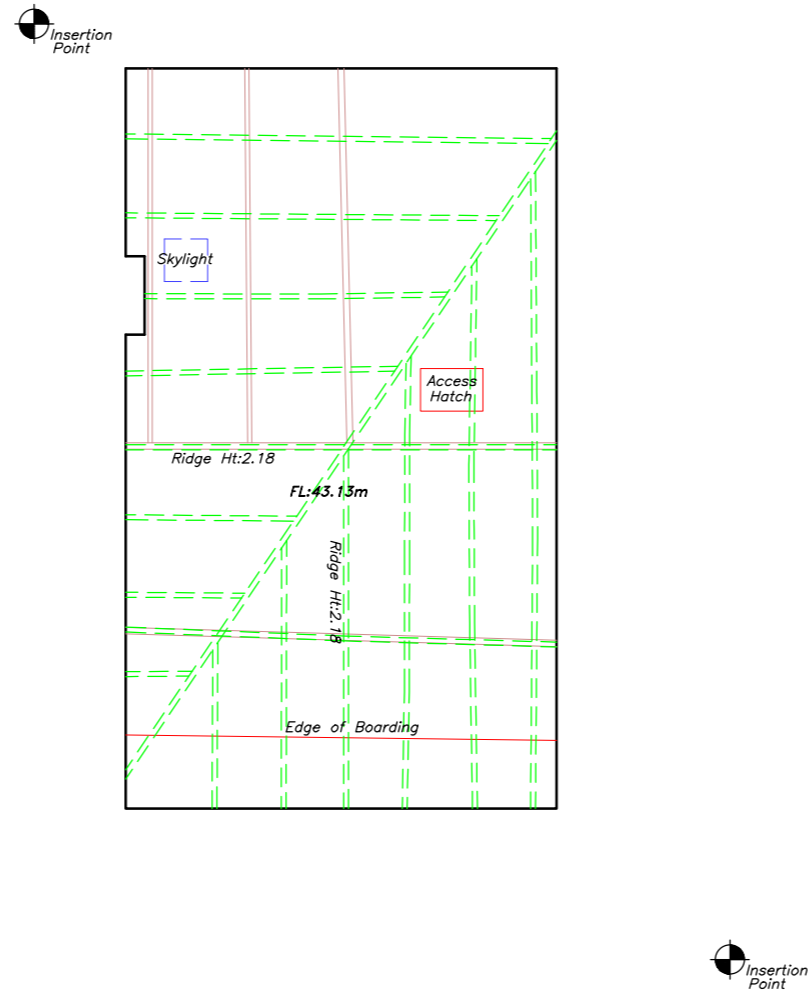 Insertion
Point
Skylight
Access
Hatch
Ridge Ht:2.18
FL:43.13m
Ridge Ht:2.18
Edge of Boarding
Insertion
Point